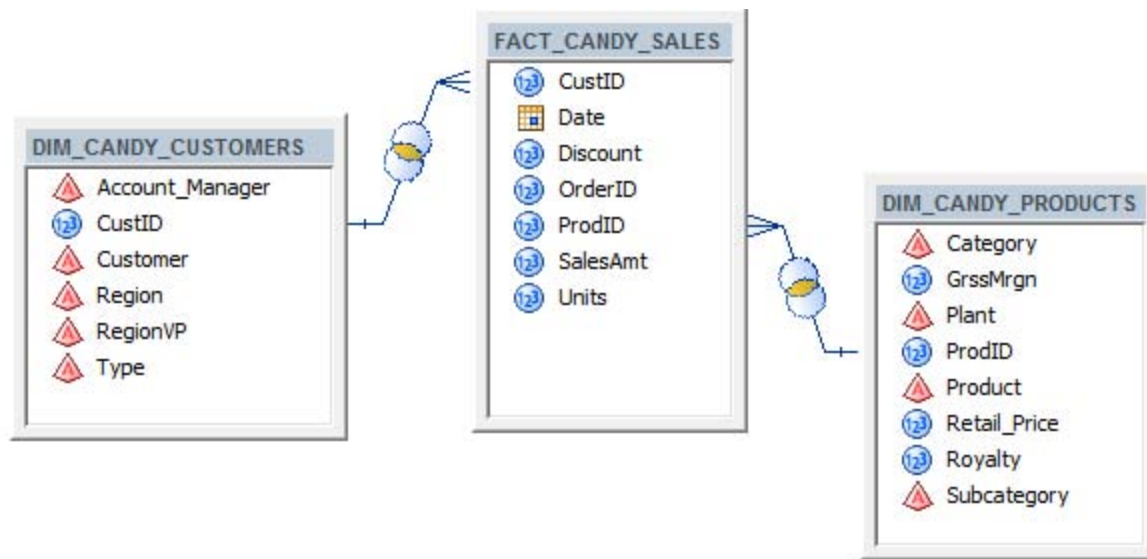 DIM_CANDY_CUSTOMERS
Account_Manager
CustID
Customer
Region
RegionVP
Type
FACT_CANDY_SALES
CustID
Date
Discount
OrderID
ProdID
SalesAmt
Units
DIM_CANDY_PRODUCTS
Category
GrssMrgn
Plant
ProdID
Product
Retail_Price
Royalty
Subcategory